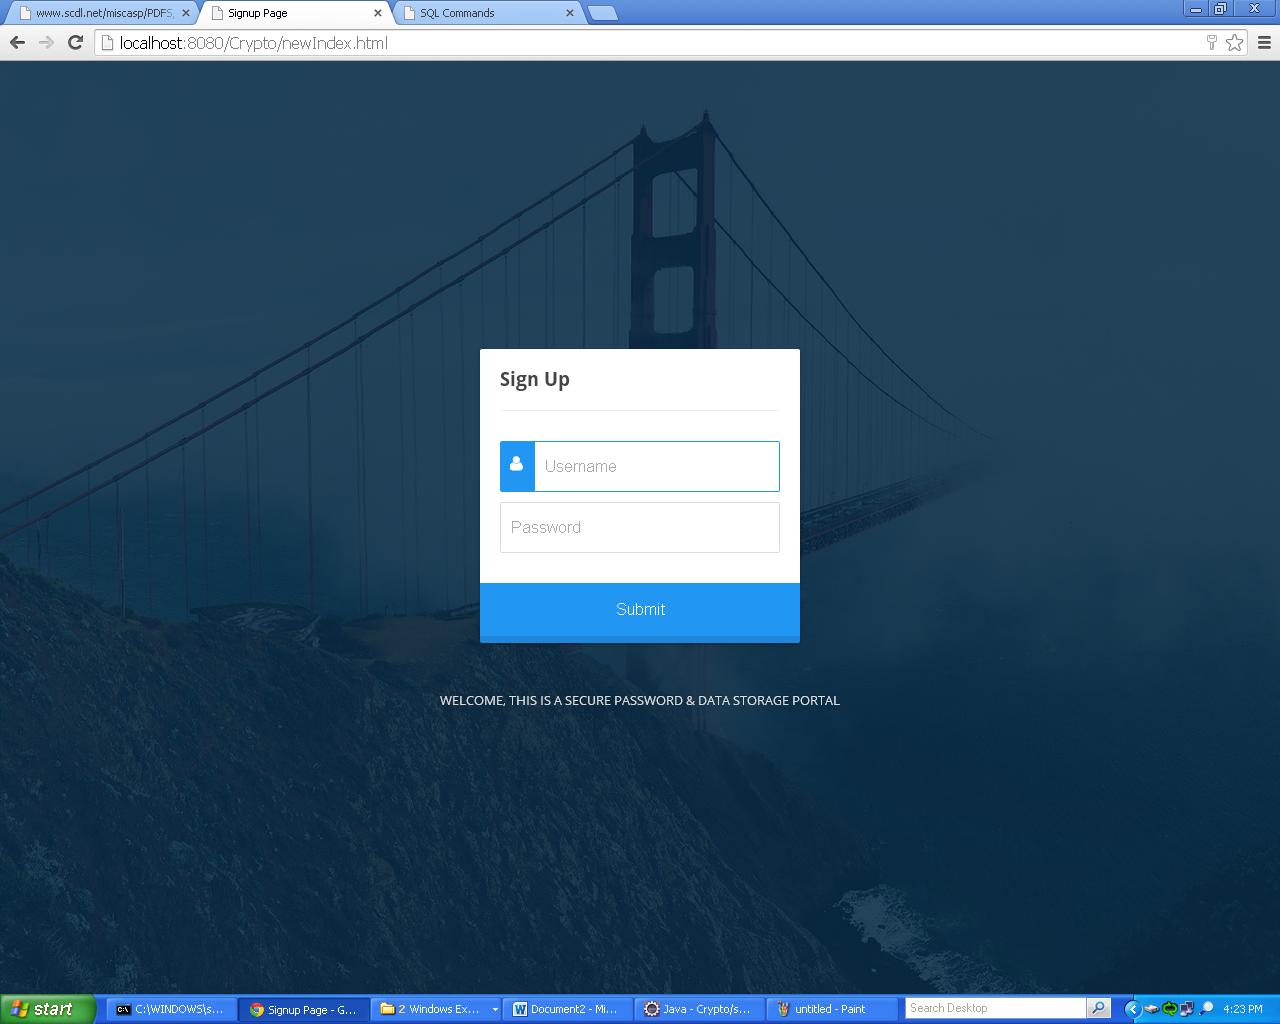 www.scdl.net/miscasp/PDFS
Signup Page
SQL Commands
localhost:8080/Crypto/newIndex.html
Sign Up
Username
Password
Submit
WELCOME, THIS IS A SECURE PASSWORD & DATA STORAGE PORTAL
start
C:\WINDOWS\s...
Signup Page - G...
2 Windows Ex...
Document2 - Mi...
Java - Crypto/s...
untitled - Paint
Search Desktop
4:23 PM